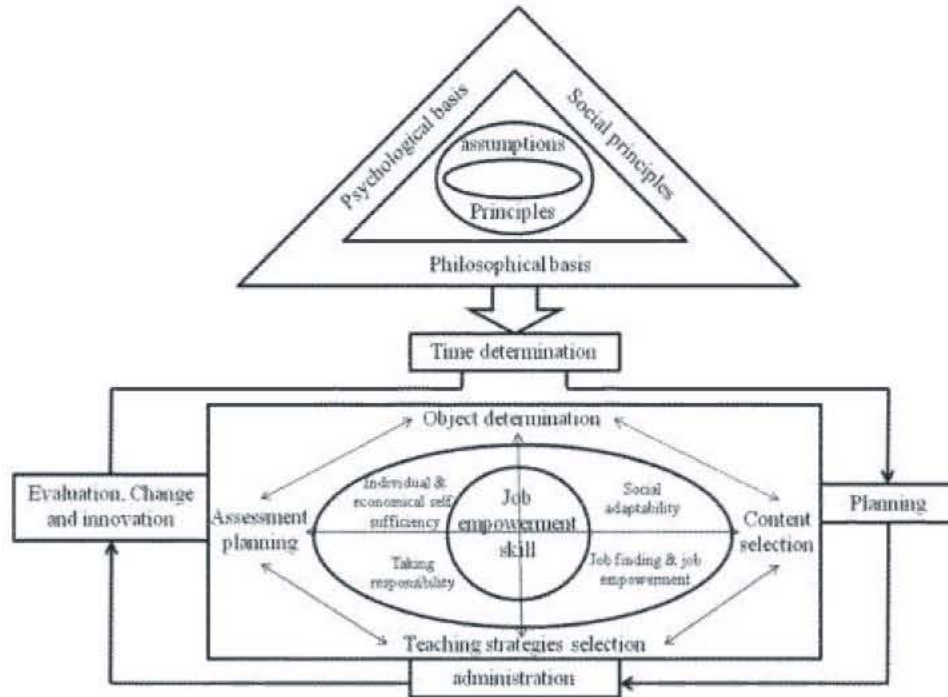 Psychological basis
Social principles
assumptions
Principles
Philosophical basis
Time determination
Object determination
Individual &
economical self
sufficiency
Job
empowerment
skill
Social
adaptability
Evaluation, Change
and innovation
Assessment
planning
Content
selection
Planning
Taking
responsibility
Job finding & job
empowerment
Teaching strategies selection
administration